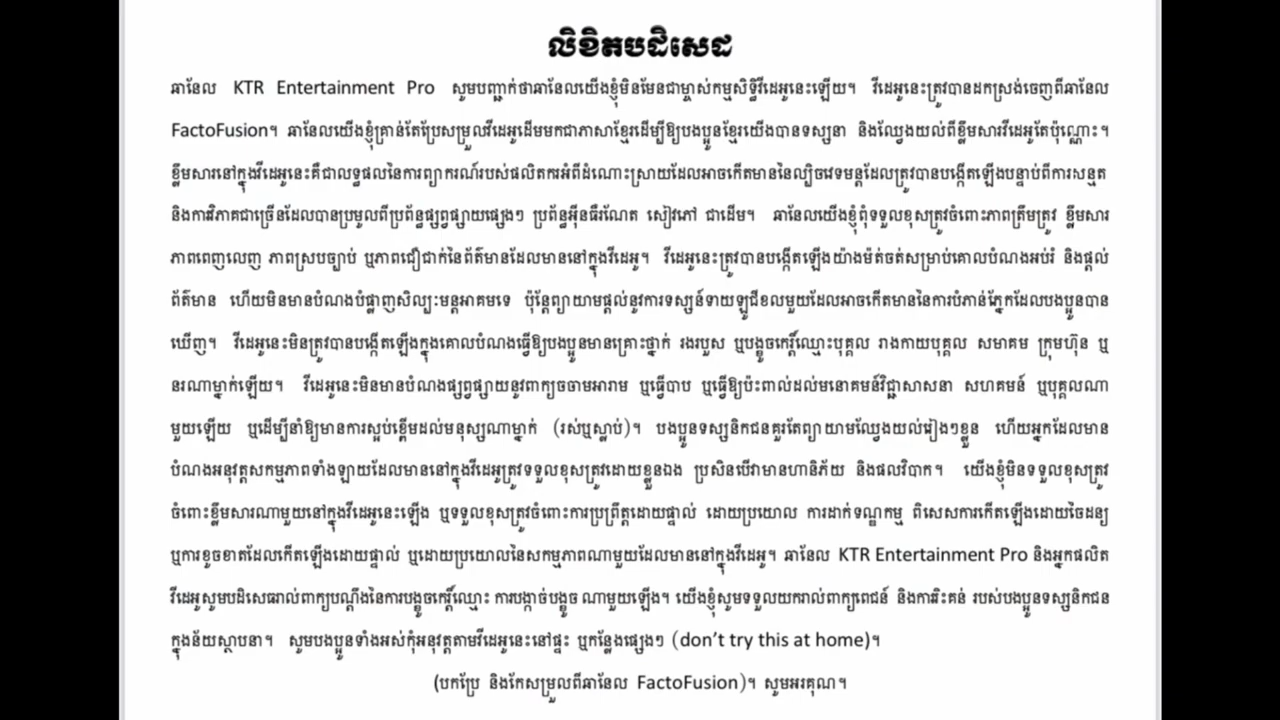 លិខិតបដិសេដ
ឆានែល KTR Entertainment Pro សូមបញ្ជាក់ថាឆានែលយើងខ្ញុំមិនមែនជាម្ចាស់កម្មសិទ្ធិវីដេអូនេះឡើយ។ វីដេអូនេះត្រូវបានដកស្រង់ចេញពីឆានែល
FactoFusion។ ឆានែលយើងខ្ញុំគ្រាន់តែប្រែសម្រួលវីដេអូដើមមកជាភាសាខ្មែរដើម្បីឱ្យបងប្អូនខ្មែរយើងបានទស្សនា និងឈ្វេងយល់ពីខ្លឹមសារវីដេអូតែប៉ុណ្ណោះ។
ខ្លឹមសារនៅក្នុងវីដេអូនេះគឺជាលទ្ធផលនៃការព្យាករណ៍របស់ផលិតករអំពីដំណោះស្រាយដែលអាចកើតមាននៃល្បិចវេទមន្តដែលត្រូវបានបង្កើតឡើងបន្ទាប់ពីការសន្មត
និងការវិភាគជាច្រើនដែលបានប្រមូលពីប្រព័ន្ធផ្សព្វផ្សាយផ្សេងៗ ប្រព័ន្ធអ៊ីនធឺរណែត សៀវភៅ ជាដើម។ ឆានែលយើងខ្ញុំពុំទទួលខុសត្រូវចំពោះភាពត្រឹមត្រូវ ខ្លឹមសារ
ភាពពេញលេញ ភាពស្របច្បាប់ ឬភាពជឿជាក់នៃព័ត៌មានដែលមាននៅក្នុងវីដេអូ។ វីដេអូនេះត្រូវបានបង្កើតឡើងយ៉ាងម៉ត់ចត់សម្រាប់គោលបំណងអប់រំ និងផ្តល់
ព័ត៌មាន ហើយមិនមានបំណងបំផ្លាញសិល្បៈមន្តអាគមទេ ប៉ុន្តែព្យាយាមផ្តល់នូវការទស្សន៍ទាយឡូជីខលមួយដែលអាចកើតមាននៃការបំភាន់ភ្នែកដែលបងប្អូនបាន
ឃើញ។ វីដេអូនេះមិនត្រូវបានបង្កើតឡើងក្នុងគោលបំណងធ្វើឱ្យបងប្អូនមានគ្រោះថ្នាក់ រងរបួស ឬបង្ខូចកេរ្តិ៍ឈ្មោះបុគ្គល រាងកាយបុគ្គល សមាគម ក្រុមហ៊ុន ឬ
នរណាម្នាក់ឡើយ។ វីដេអូនេះមិនមានបំណងផ្សព្វផ្សាយនូវពាក្យចចាមអារាម ឬធ្វើបាប ឬធ្វើឱ្យប៉ះពាល់ដល់មនោគមន៍វិជ្ជាសាសនា សហគមន៍ ឬបុគ្គលណា
មួយឡើយ ឬដើម្បីនាំឱ្យមានការស្អប់ខ្ពើមដល់មនុស្សណាម្នាក់ (រស់ឬស្លាប់)។ បងប្អូនទស្សនិកជនគួរតែព្យាយាមឈ្វេងយល់រៀងៗខ្លួន ហើយអ្នកដែលមាន
បំណងអនុវត្តសកម្មភាពទាំងឡាយដែលមាននៅក្នុងវីដេអូត្រូវទទួលខុសត្រូវដោយខ្លួនឯង ប្រសិនបើវាមានហានិភ័យ និងផលវិបាក។ យើងខ្ញុំមិនទទួលខុសត្រូវ
ចំពោះខ្លឹមសារណាមួយនៅក្នុងវីដេអូនេះឡើង ឬទទួលខុសត្រូវចំពោះការប្រព្រឹត្តដោយផ្ទាល់ ដោយប្រយោល ការដាក់ទណ្ឌកម្ម ពិសេសការកើតឡើងដោយចៃដន្យ
ឬការខូចខាតដែលកើតឡើងដោយផ្ទាល់ ឬដោយប្រយោលនៃសកម្មភាពណាមួយដែលមាននៅក្នុងវីដេអូ។ ឆានែល KTR Entertainment Pro និងអ្នកផលិត
វីដេអូសូមបដិសេធរាល់ពាក្យបណ្តឹងនៃការបង្ខូចកេរ្តិ៍ឈ្មោះ ការបង្កាច់បង្ខូច ណាមួយឡើង។ យើងខ្ញុំសូមទទួលយករាល់ពាក្យពេជន៍ និងការរិះគន់ របស់បងប្អូនទស្សនិកជន
ក្នុងន័យស្ថាបនា។ សូមបងប្អូនទាំងអស់កុំអនុវត្តតាមវីដេអូនេះនៅផ្ទះ ឬកន្លែងផ្សេងៗ (don't try this at home)។
(បកប្រែ និងកែសម្រួលពីឆានែល FactoFusion)។ សូមអរគុណ។